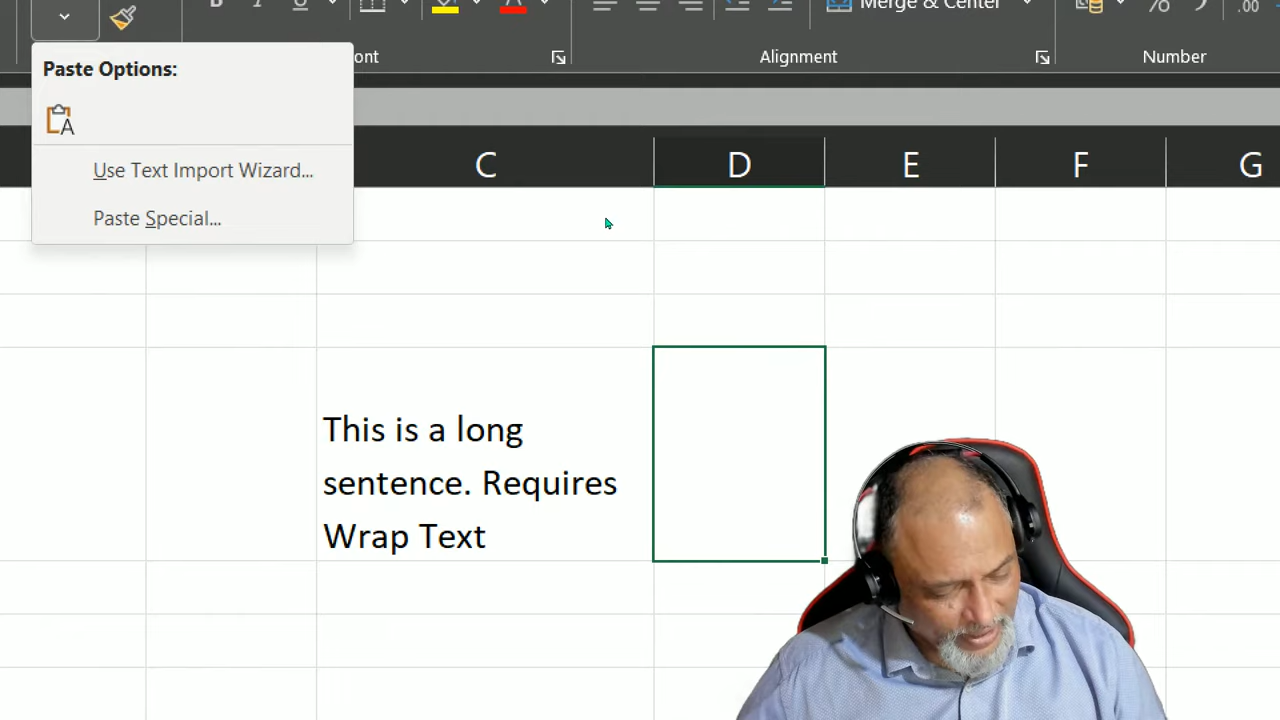 B I U
Merge & Center
% .00
Paste Options:
ont
Alignment
Number
A
Use Text Import Wizard...
Paste Special...
C D E F G
This is a long
sentence. Requires
Wrap Text